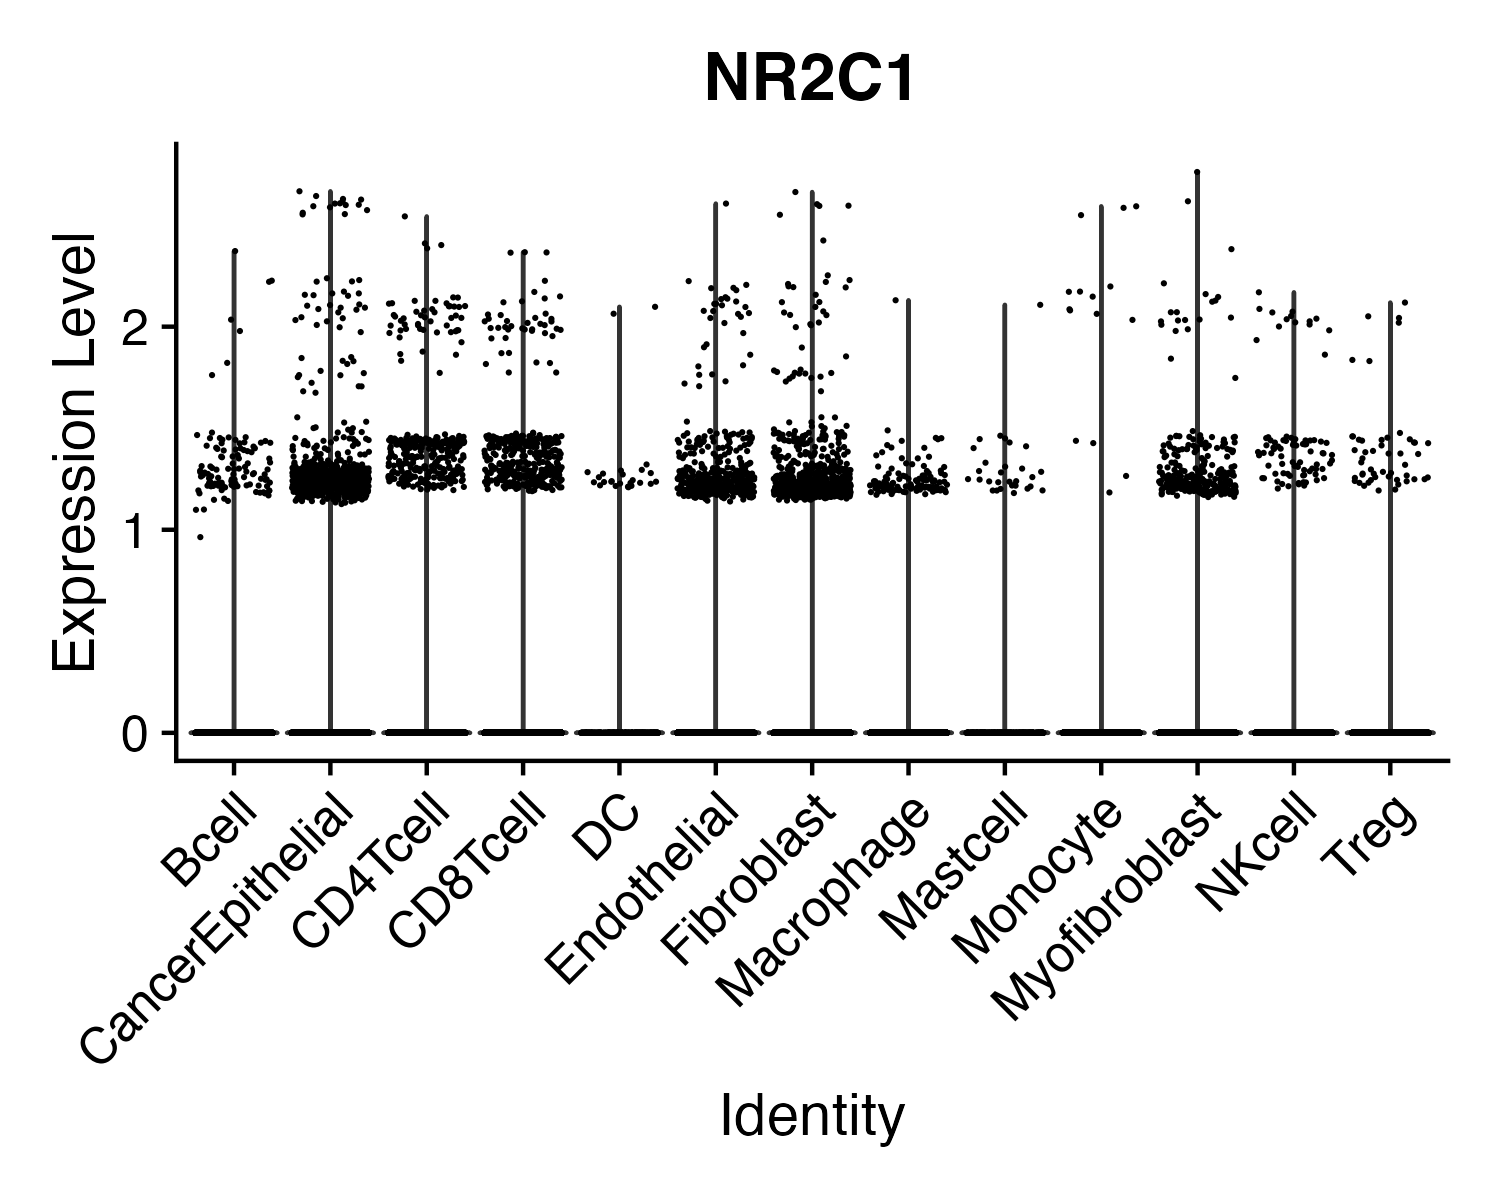 NR2C1
Expression Level
2
1
0
Bcell
CancerEpithelial
CD4Tcell
CD8Tcell
DC
Endothelial
Fibroblast
Macrophage
Mastcell
Monocyte
Myofibroblast
NKcell
Treg
Identity